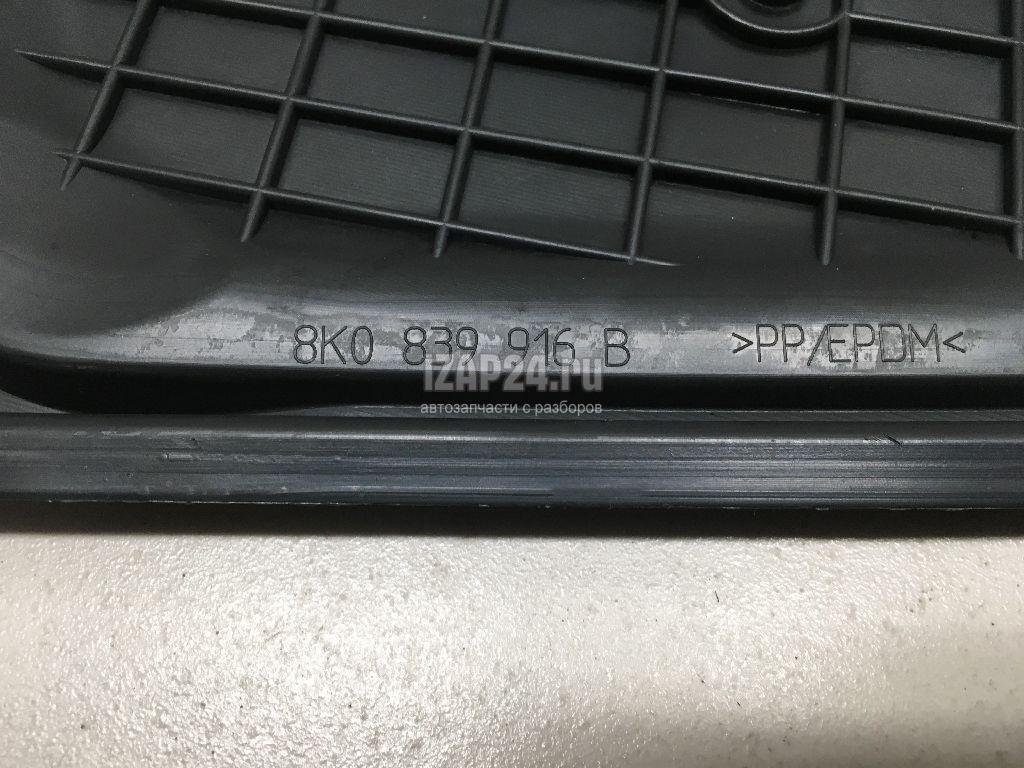 8K0 839 916 B >PP/EPDM<
IZAP24.ru
автозапчасти с разборов